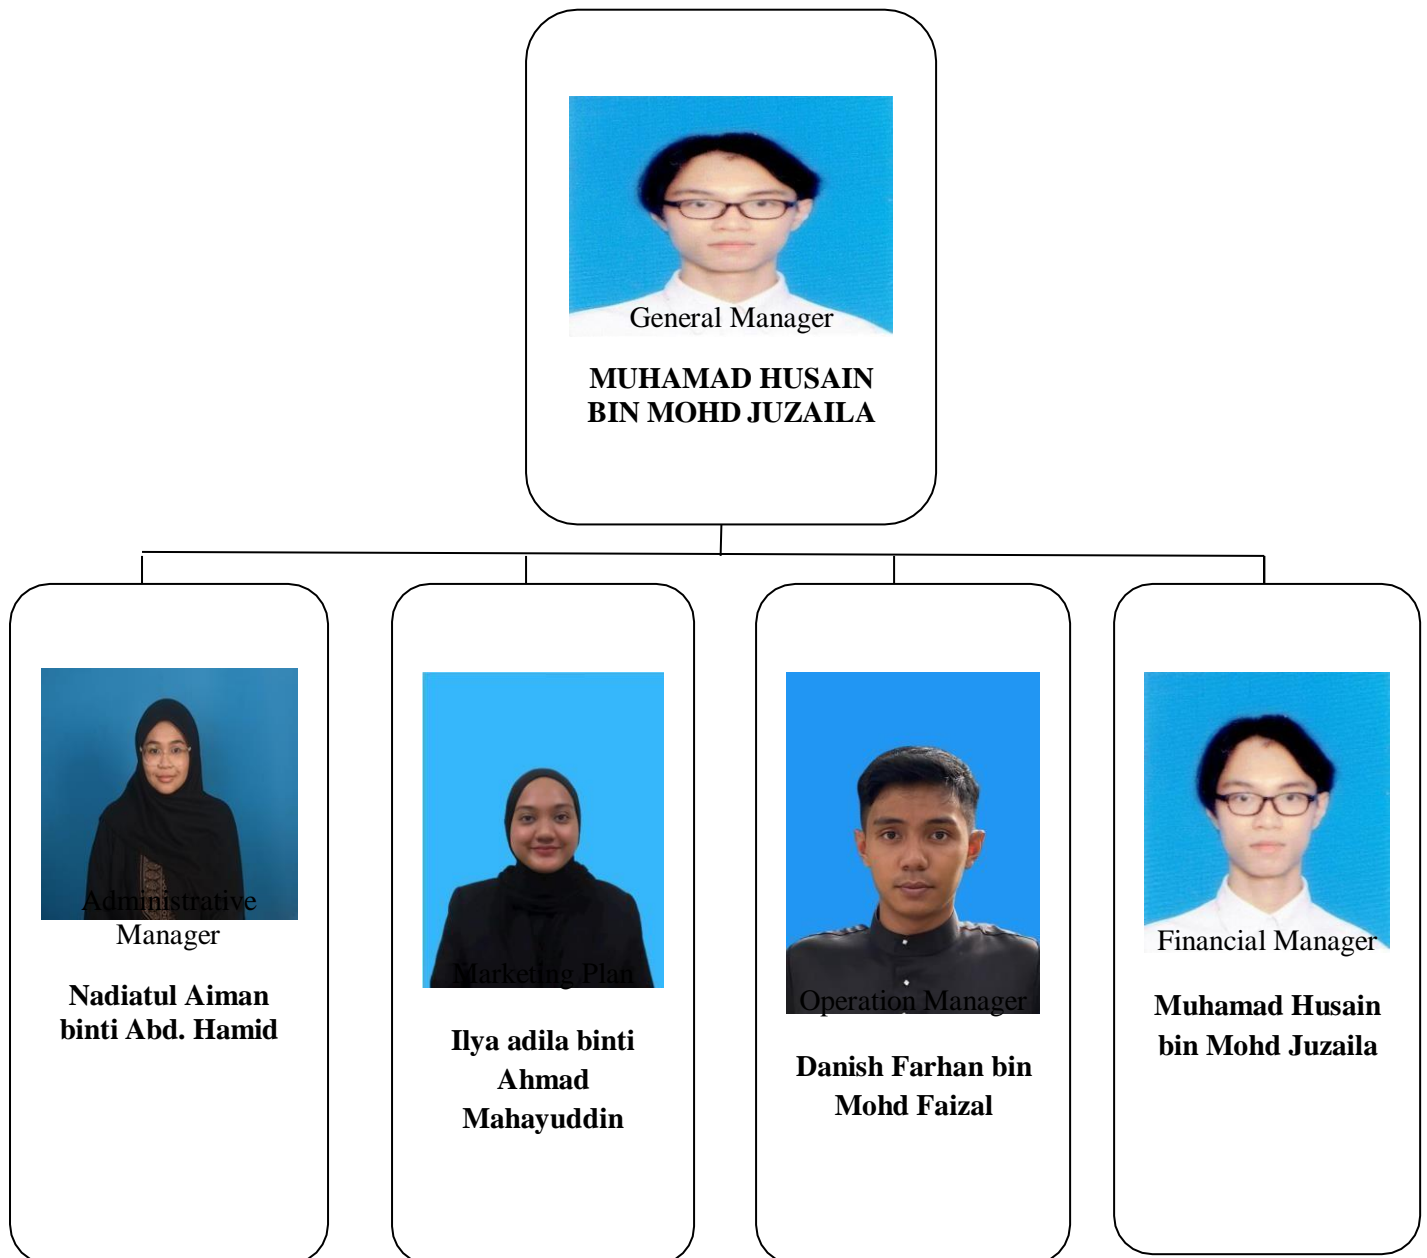 General Manager
MUHAMAD HUSAIN
BIN MOHD JUZAILA
Administrative
Manager
Nadiatul Aiman
binti Abd. Hamid
Marketing Plan
Ilya adila binti
Ahmad
Mahayuddin
Operation Manager
Danish Farhan bin
Mohd Faizal
Financial Manager
Muhamad Husain
bin Mohd Juzaila